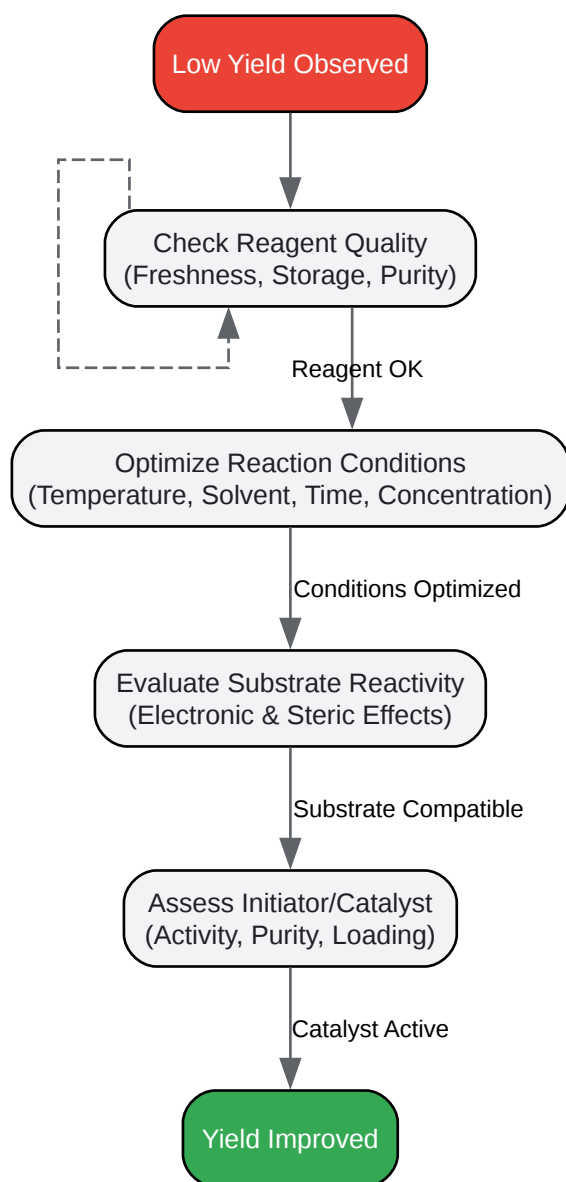 Low Yield Observed
Check Reagent Quality
(Freshness, Storage, Purity)
Reagent OK
Optimize Reaction Conditions
(Temperature, Solvent, Time, Concentration)
Conditions Optimized
Evaluate Substrate Reactivity
(Electronic & Steric Effects)
Substrate Compatible
Assess Initiator/Catalyst
(Activity, Purity, Loading)
Catalyst Active
Yield Improved